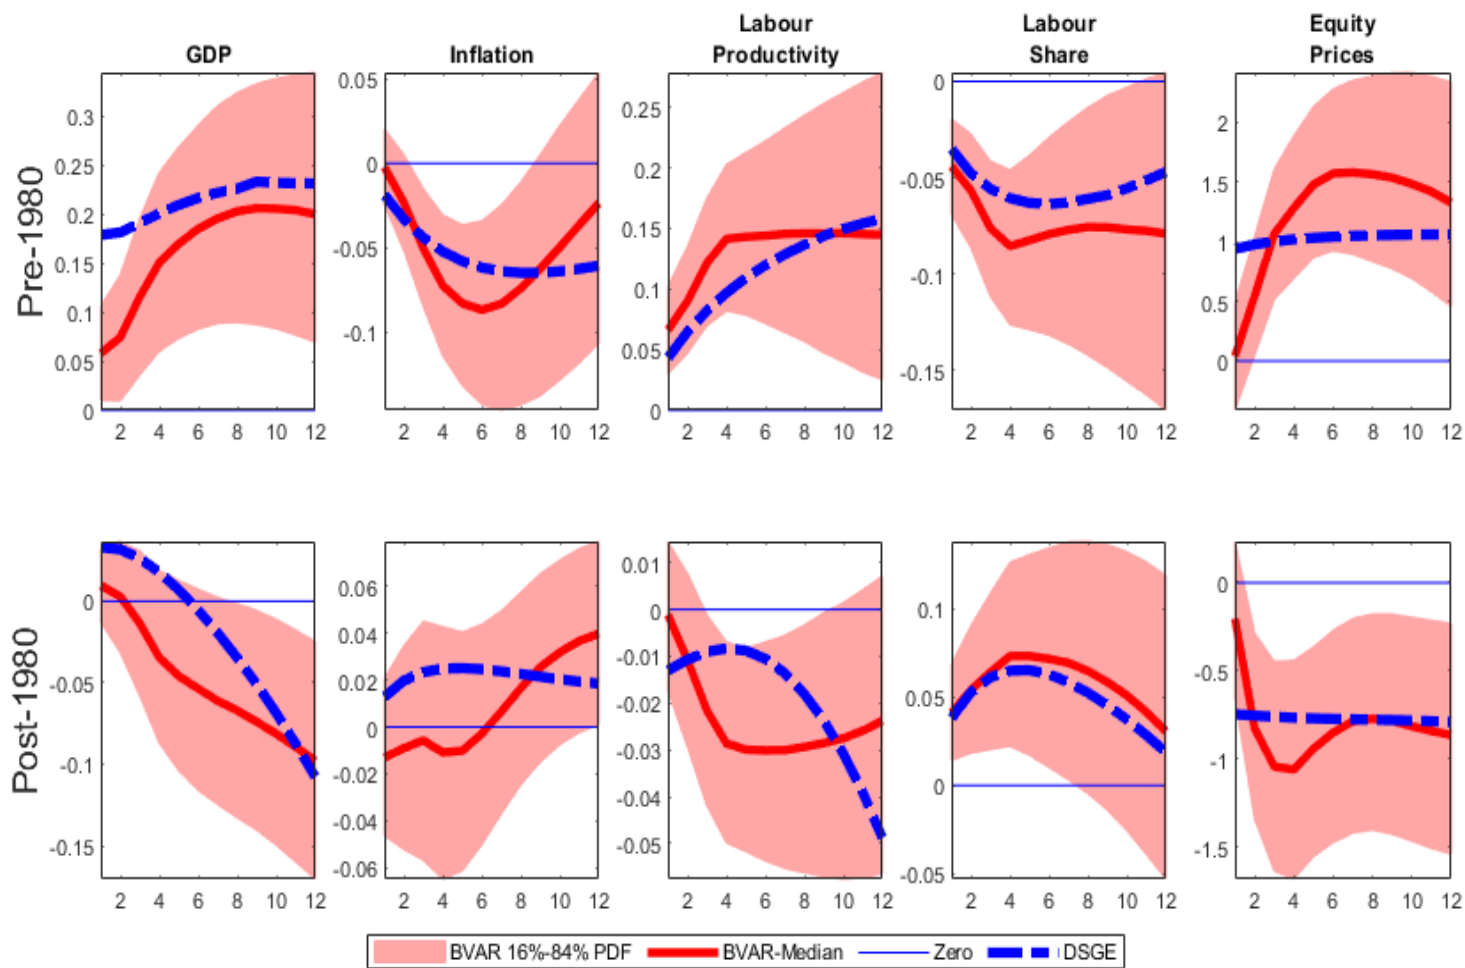 GDP
Inflation
Labour
Productivity
Labour
Share
Equity
Prices
Pre-1980
0.3
0.25
0.2
0.15
0.1
0.05
0
2 4 6 8 10 12
0.05
0
-0.05
-0.1
2 4 6 8 10 12
0.25
0.2
0.15
0.1
0.05
0
2 4 6 8 10 12
0
-0.05
-0.1
-0.15
2 4 6 8 10 12
2
1.5
1
0.5
0
2 4 6 8 10 12
Post-1980
0
-0.05
-0.1
-0.15
2 4 6 8 10 12
0.06
0.04
0.02
0
-0.02
-0.04
-0.06
2 4 6 8 10 12
0.01
0
-0.01
-0.02
-0.03
-0.04
-0.05
2 4 6 8 10 12
0.1
0.05
0
-0.05
2 4 6 8 10 12
0
-0.5
-1
-1.5
2 4 6 8 10 12
BVAR 16%-84% PDF BVAR-Median Zero DSGE